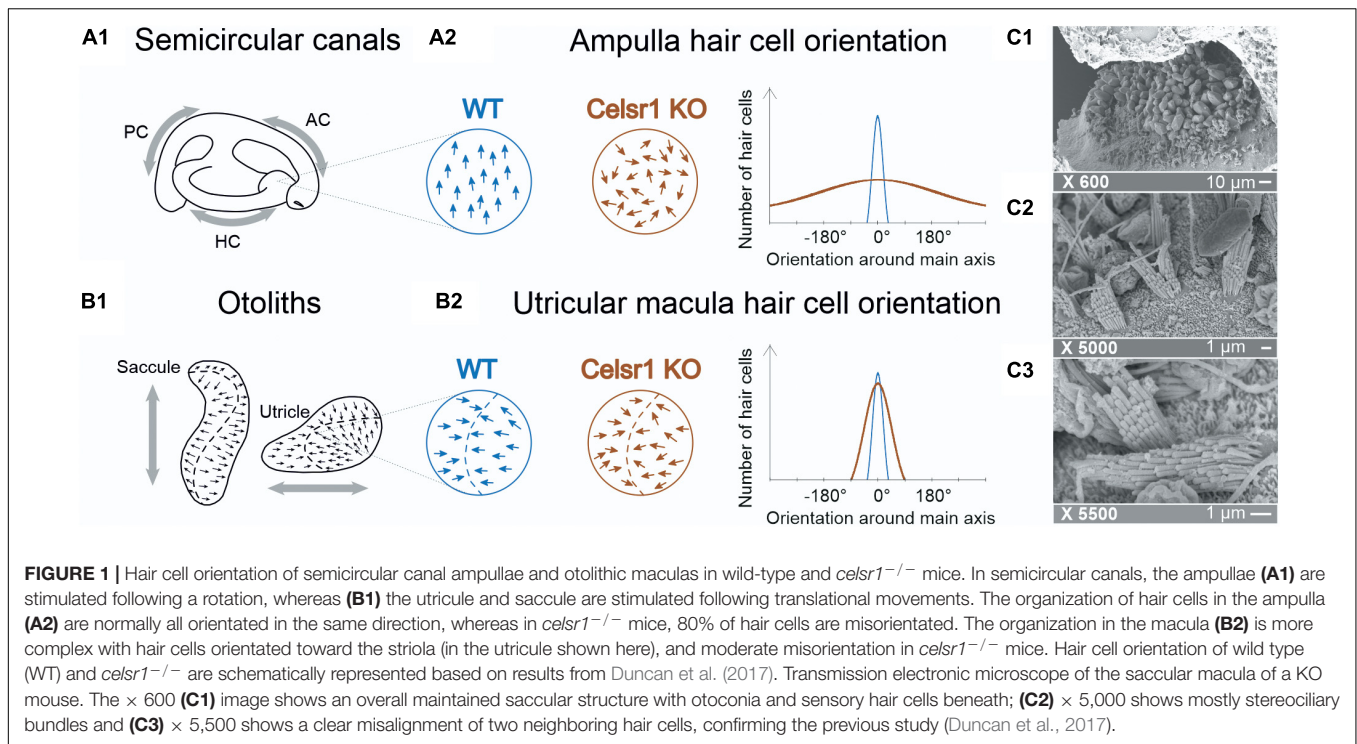 A1
Semicircular canals
A2
Ampulla hair cell orientation
C1
PC
AC
HC
WT
Celsr1 KO
Number of hair cells
-180°
0°
180°
Orientation around main axis
X 600
10 µm
C2
X 5000
1 µm
C3
X 5500
1 µm
B1
Otoliths
B2
Utricular macula hair cell orientation
Saccule
Utricle
WT
Celsr1 KO
Number of hair cells
-180°
0°
180°
Orientation around main axis
FIGURE 1 | Hair cell orientation of semicircular canal ampullae and otolithic maculas in wild-type and celsr1−/− mice. In semicircular canals, the ampullae (A1) are
stimulated following a rotation, whereas (B1) the utricule and saccule are stimulated following translational movements. The organization of hair cells in the ampulla
(A2) are normally all orientated in the same direction, whereas in celsr1−/− mice, 80% of hair cells are misorientated. The organization in the macula (B2) is more
complex with hair cells orientated toward the striola (in the utricule shown here), and moderate misorientation in celsr1−/− mice. Hair cell orientation of wild type
(WT) and celsr1−/− are schematically represented based on results from Duncan et al. (2017). Transmission electronic microscope of the saccular macula of a KO
mouse. The × 600 (C1) image shows an overall maintained saccular structure with otoconia and sensory hair cells beneath; (C2) × 5,000 shows mostly stereociliary
bundles and (C3) × 5,500 shows a clear misalignment of two neighboring hair cells, confirming the previous study (Duncan et al., 2017).